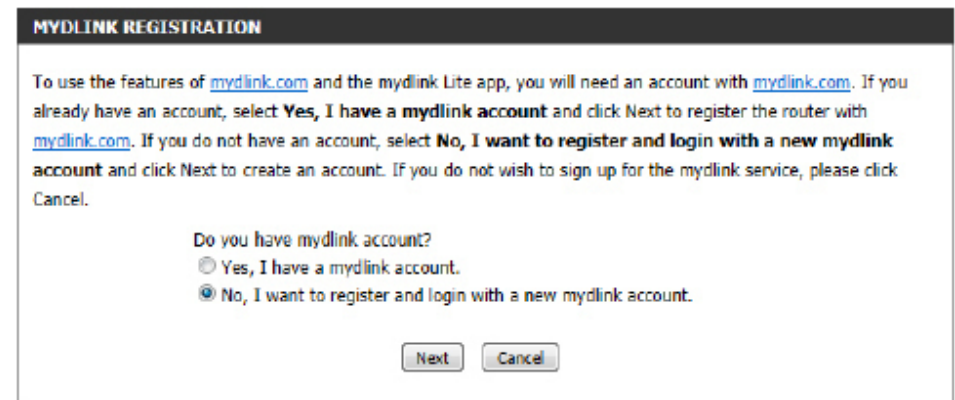 MYDLINK REGISTRATION
To use the features of mydlink.com and the mydlink Lite app, you will need an account with mydlink.com. If you
already have an account, select Yes, I have a mydlink account and click Next to register the router with
mydlink.com. If you do not have an account, select No, I want to register and login with a new mydlink
account and click Next to create an account. If you do not wish to sign up for the mydlink service, please click
Cancel.
Do you have mydlink account?
Yes, I have a mydlink account.
No, I want to register and login with a new mydlink account.
Next Cancel